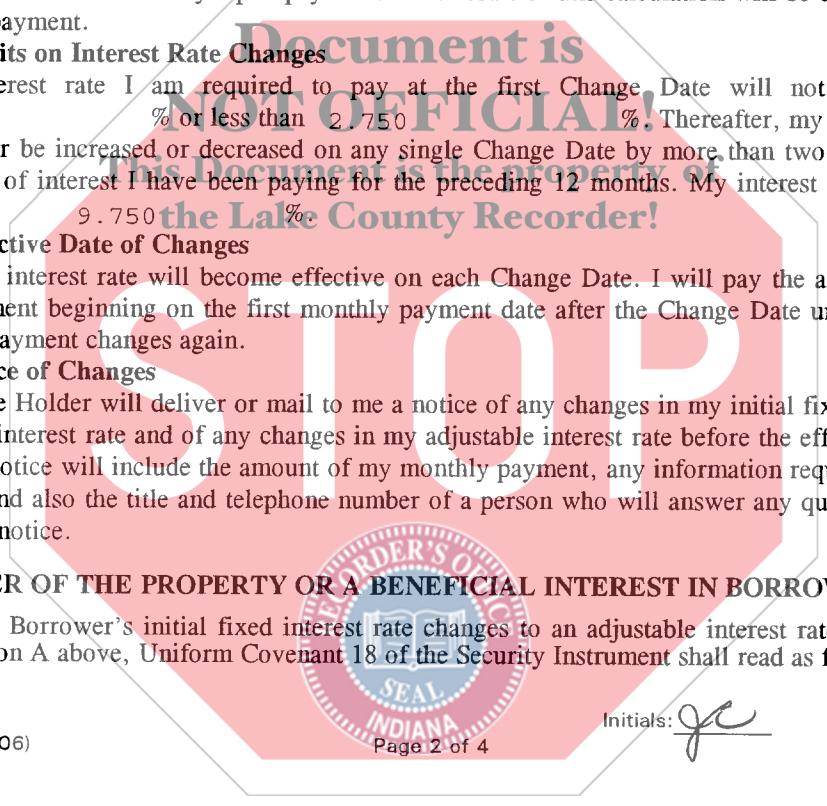 ayment.
its on Interest Rate Changes
erest rate I am required to pay at the first Change Date will not
% or less than 2.750 %. Thereafter, my
r be increased or decreased on any single Change Date by more than two
of interest I have been paying for the preceding 12 months. My interest
9.750 %.
ctive Date of Changes
interest rate will become effective on each Change Date. I will pay the a
ent beginning on the first monthly payment date after the Change Date u
ayment changes again.
ce of Changes
e Holder will deliver or mail to me a notice of any changes in my initial fix
interest rate and of any changes in my adjustable interest rate before the eff
otice will include the amount of my monthly payment, any information requ
nd also the title and telephone number of a person who will answer any qu
notice.
ER OF THE PROPERTY OR A BENEFICIAL INTEREST IN BORROW
Borrower's initial fixed interest rate changes to an adjustable interest rat
on A above, Uniform Covenant 18 of the Security Instrument shall read as f
Initials: JC
06)
Page 2 of 4
Document is
NOT OFFICIAL!
This Document is the property of
the Lake County Recorder!
STOP
RECORDER'S OFFICE
SEAL
INDIANA